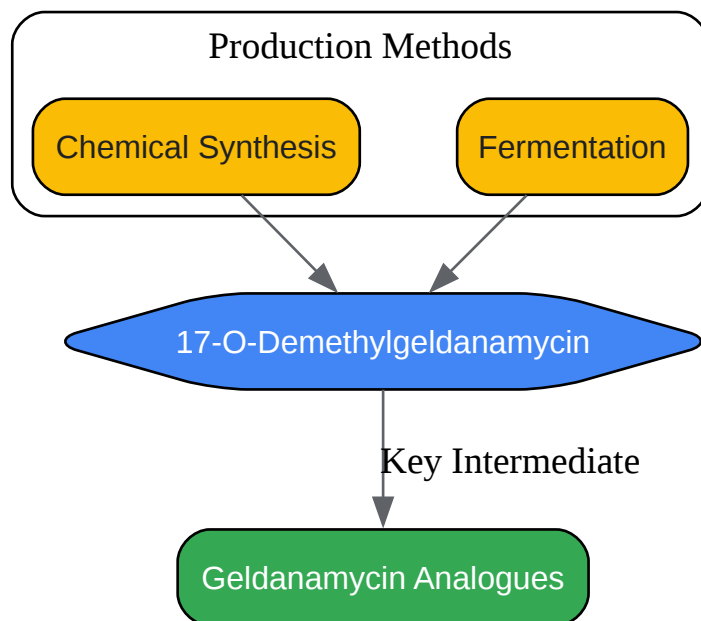 Production Methods
Chemical Synthesis
Fermentation
17-O-Demethylgeldanamycin
Key Intermediate
Geldanamycin Analogues